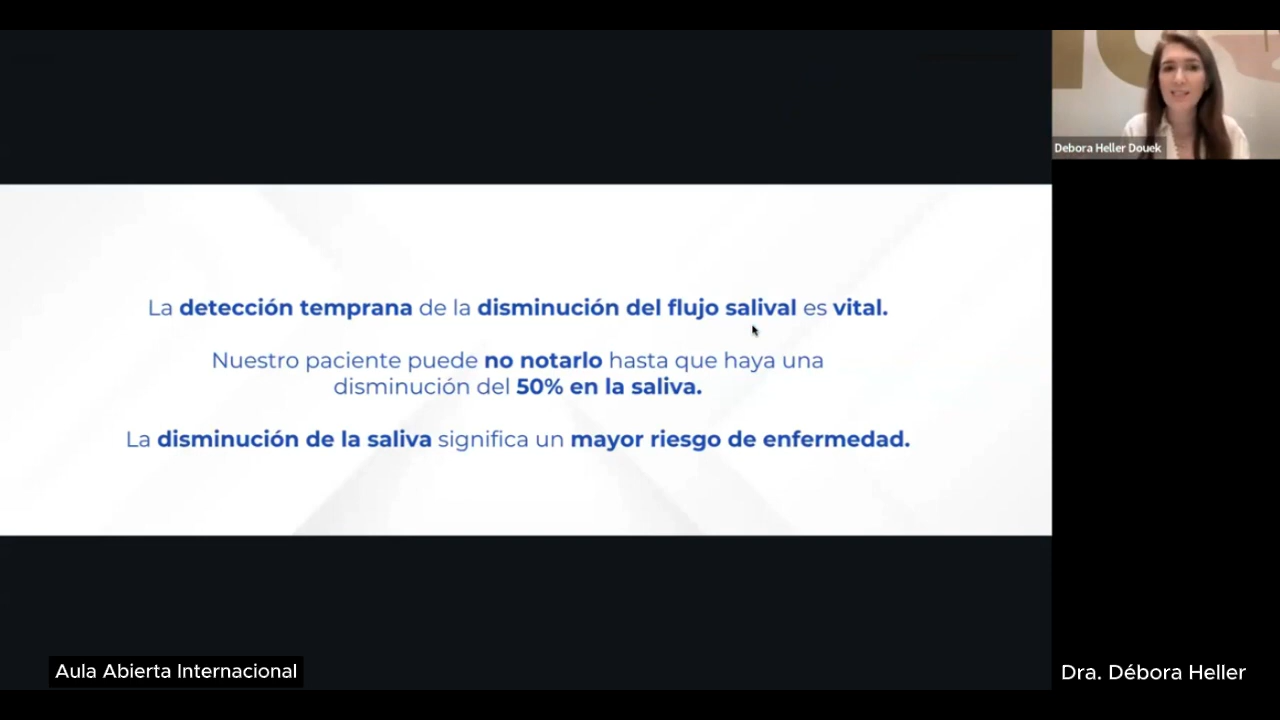 Debora Heller Douek
La detección temprana de la disminución del flujo salival es vital.
Nuestro paciente puede no notarlo hasta que haya una
disminución del 50% en la saliva.
La disminución de la saliva significa un mayor riesgo de enfermedad.
Aula Abierta Internacional
Dra. Débora Heller